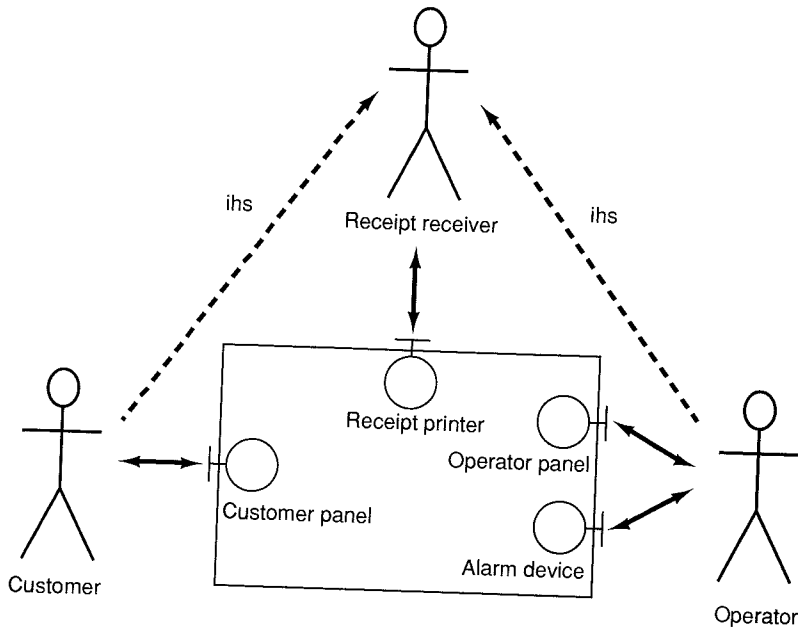 ihs
ihs
Receipt receiver
Receipt printer
Operator panel
Customer panel
Alarm device
Customer
Operator